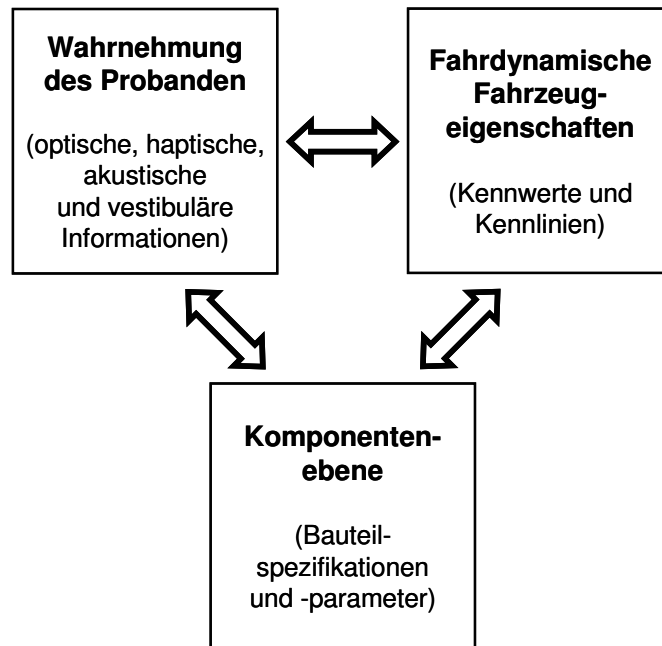 Wahrnehmung
des Probanden
(optische, haptische,
akustische
und vestibuläre
Informationen)
Fahrdynamische
Fahrzeug-
eigenschaften
(Kennwerte und
Kennlinien)
Komponenten-
ebene
(Bauteil-
spezifikationen
und -parameter)